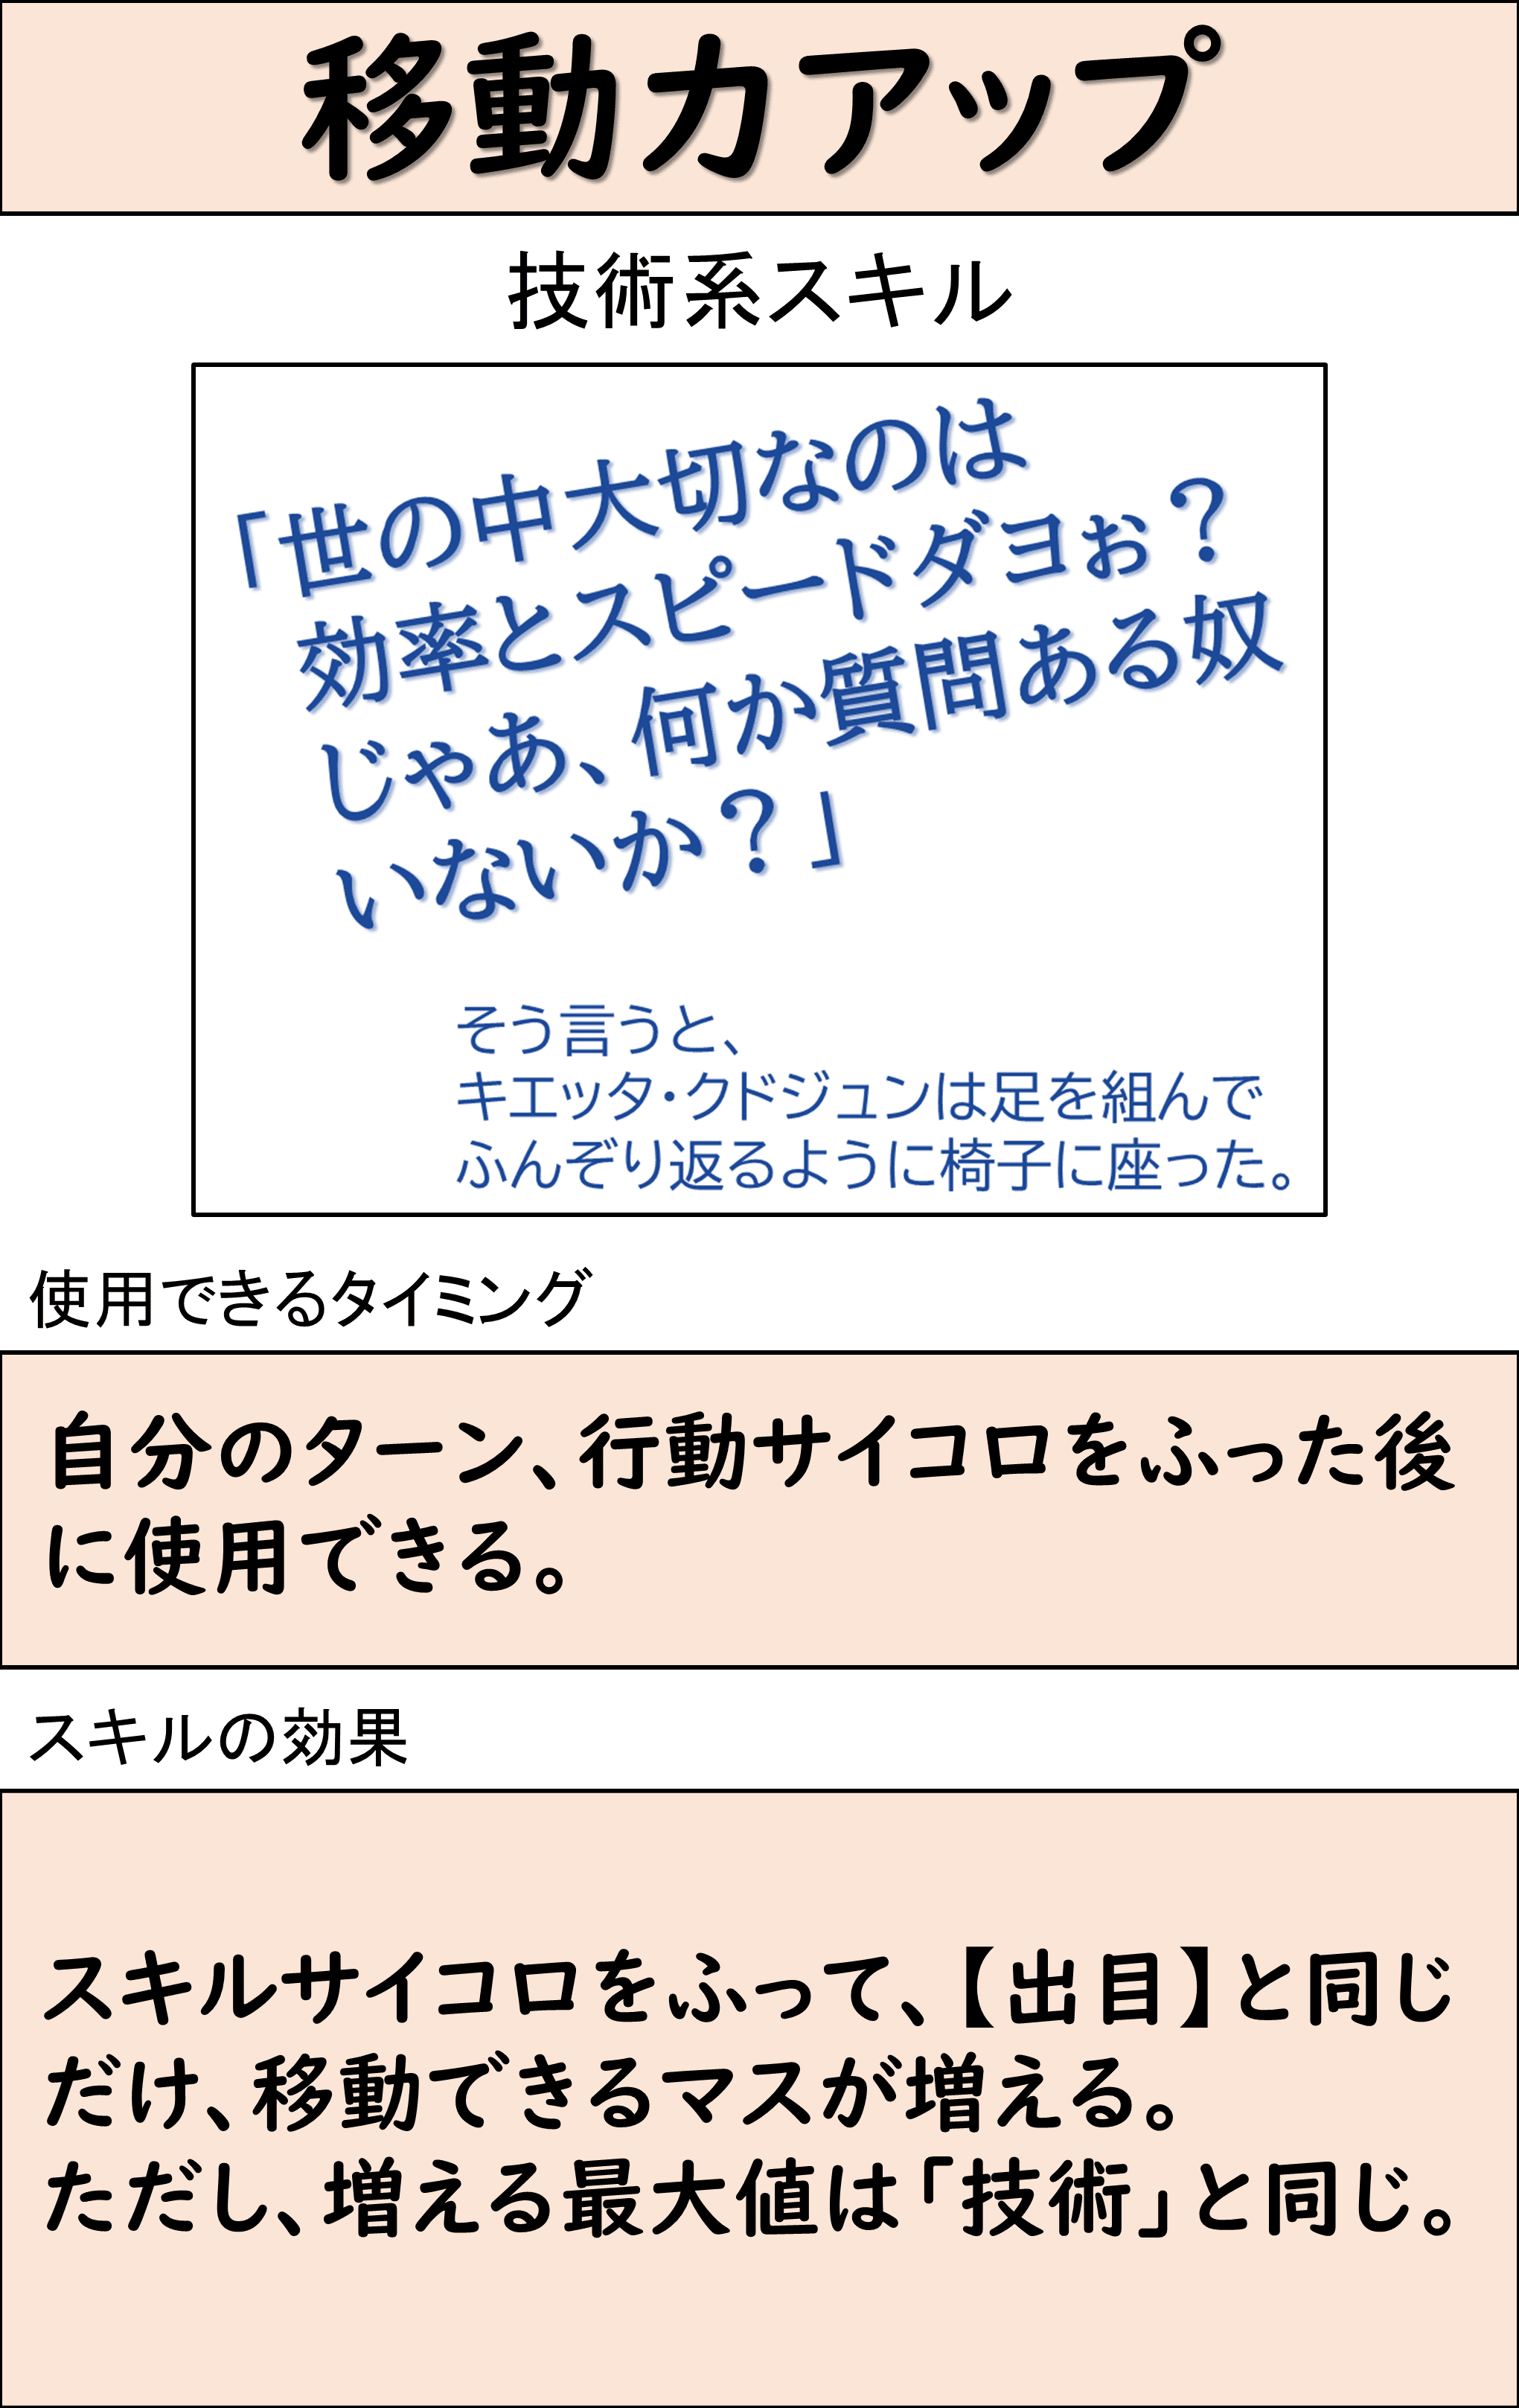 移動力アップ
技術系スキル
「世の中大切なのは
効率とスピードダヨぉ？
じゃあ、何か質問ある奴
いないか？」
そう言うと、
キエッタ・クドジュンは足を組んで
ふんぞり返るように椅子に座った。
使用できるタイミング
自分のターン、行動サイコロをふった後
に使用できる。
スキルの効果
スキルサイコロをふって、【出目】と同じ
だけ、移動できるマスが増える。
ただし、増える最大値は「技術」と同じ。